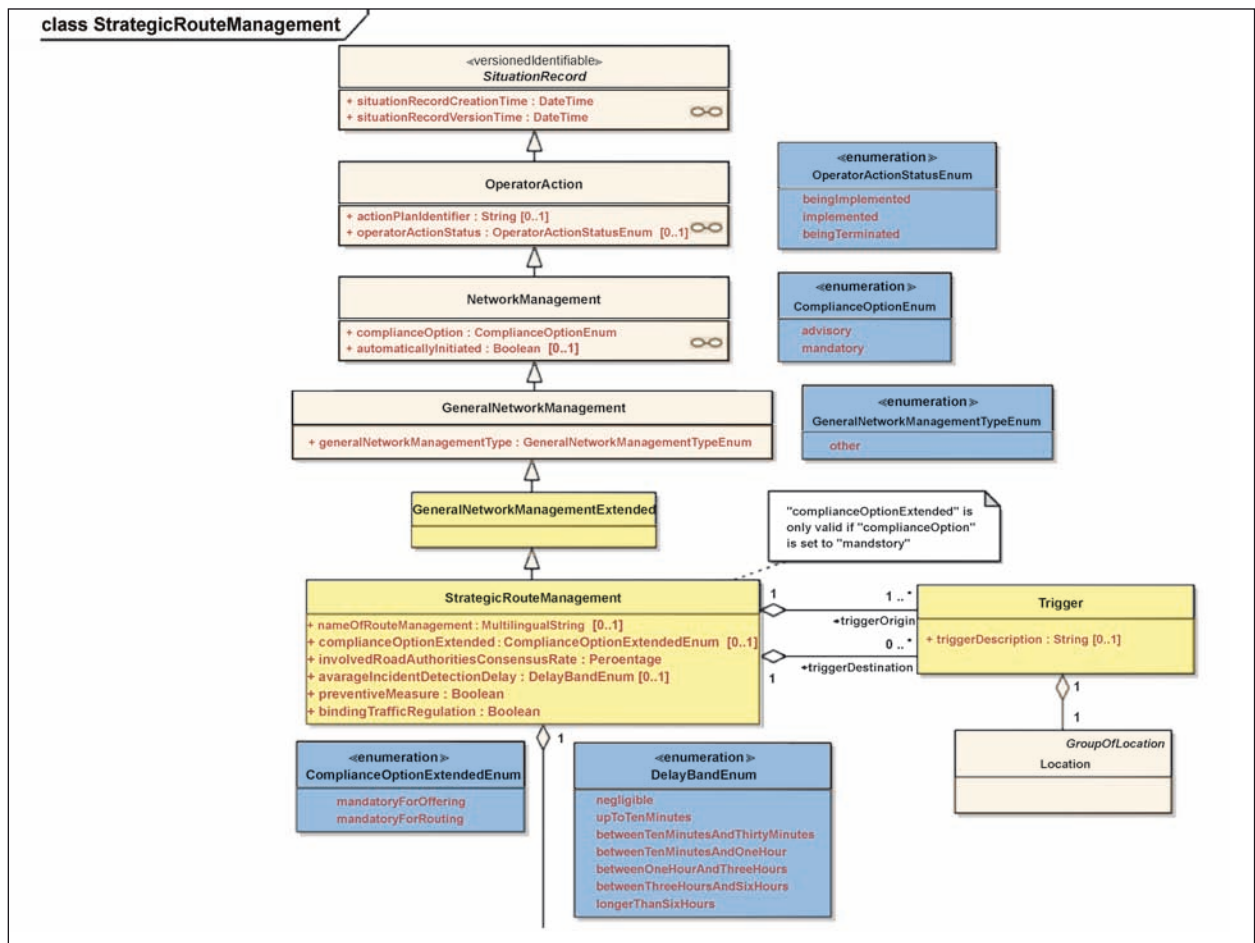 class StrategicRouteManagement
«versionedIdentifiable»
SituationRecord
+ situationRecordCreationTime : DateTime
+ situationRecordVersionTime : DateTime
OperatorAction
+ actionPlanIdentifier : String [0..1]
+ operatorActionStatus : OperatorActionStatusEnum [0..1]
«enumeration»
OperatorActionStatusEnum
beingImplemented
implemented
beingTerminated
NetworkManagement
+ complianceOption : ComplianceOptionEnum
+ automaticallyInitiated : Boolean [0..1]
«enumeration»
ComplianceOptionEnum
advisory
mandatory
GeneralNetworkManagement
+ generalNetworkManagementType : GeneralNetworkManagementTypeEnum
«enumeration»
GeneralNetworkManagementTypeEnum
other
GeneralNetworkManagementExtended
"complianceOptionExtended" is
only valid if "complianceOption"
is set to "mandstory"
StrategicRouteManagement
+ nameOfRouteManagement : MultilingualString [0..1]
+ complianceOptionExtended : ComplianceOptionExtendedEnum [0..1]
+ involvedRoadAuthoritiesConsensusRate : Percentage
+ avarageIncidentDetectionDelay : DelayBandEnum [0..1]
+ preventiveMeasure : Boolean
+ bindingTrafficRegulation : Boolean
1
1 .. *
+triggerOrigin
0 .. *
+triggerDestination
1
Trigger
+ triggerDescription : String [0..1]
1
1
GroupOfLocation
Location
1
«enumeration»
ComplianceOptionExtendedEnum
mandatoryForOffering
mandatoryForRouting
«enumeration»
DelayBandEnum
negligible
upToTenMinutes
betweenTenMinutesAndThirtyMinutes
betweenTenMinutesAndOneHour
betweenOneHourAndThreeHours
betweenThreeHoursAndSixHours
longerThanSixHours